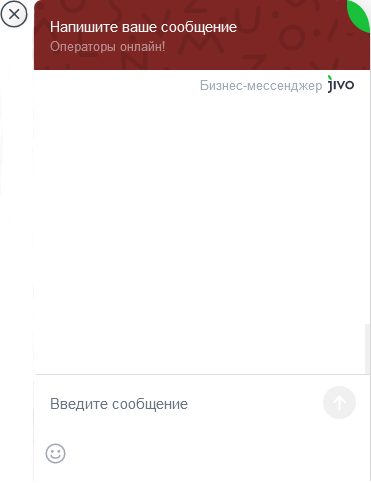 Напишите ваше сообщение
Операторы онлайн!
Бизнес-мессенджер jivo
Введите сообщение